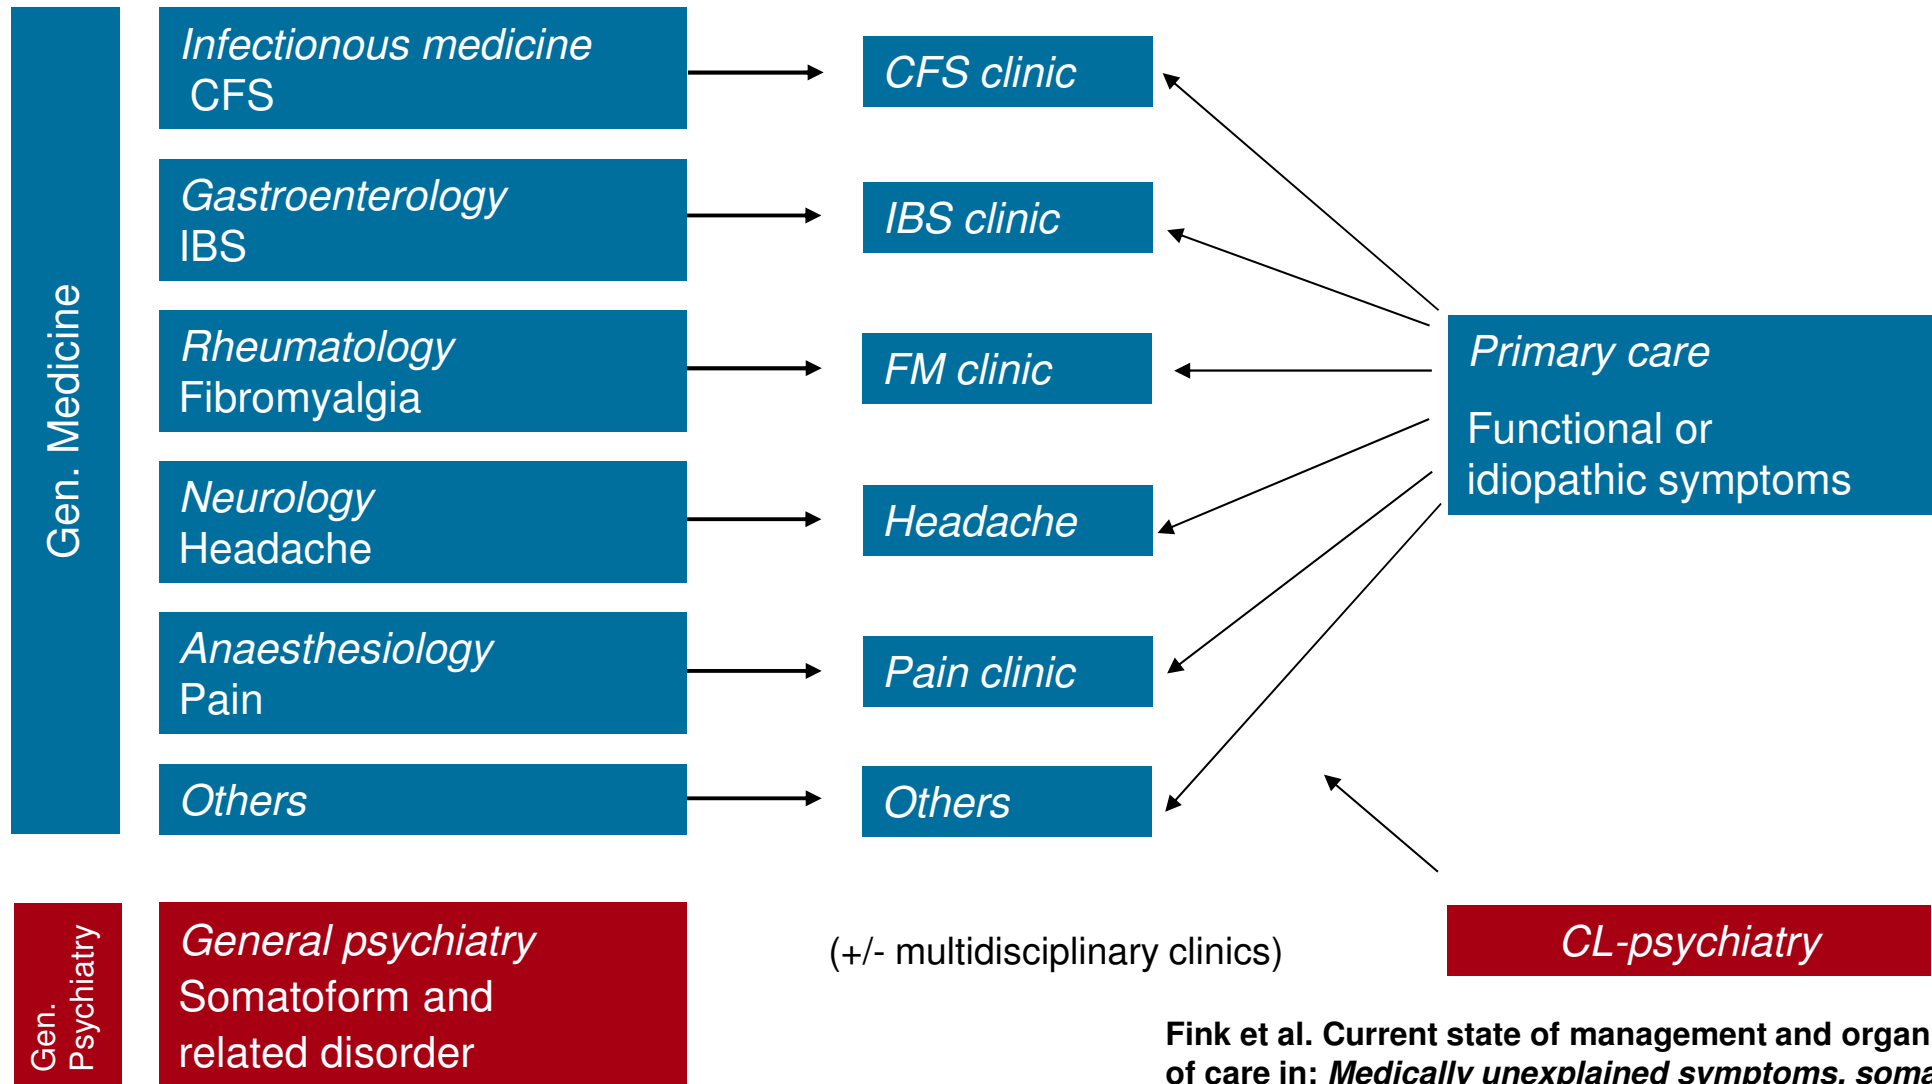 Gen. Medicine
Infectionous medicine
CFS
Gastroenterology
IBS
Rheumatology
Fibromyalgia
Neurology
Headache
Anaesthesiology
Pain
Others
CFS clinic
IBS clinic
FM clinic
Headache
Pain clinic
Others
Primary care
Functional or
idiopathic symptoms
Gen.
Psychiatry
General psychiatry
Somatoform and
related disorder
(+/- multidisciplinary clinics)
CL-psychiatry
Fink et al. Current state of management and organ
of care in: Medically unexplained symptoms, soma